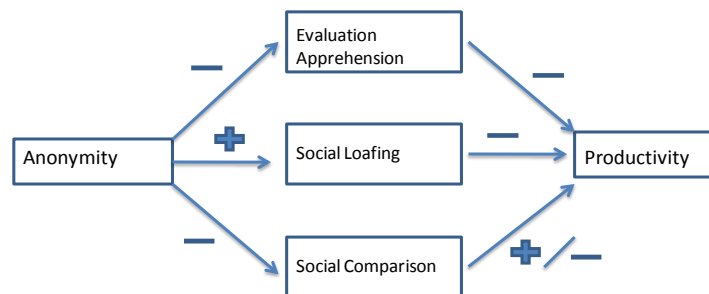 Evaluation
Apprehension
Anonymity
Social Loafing
Productivity
Social Comparison